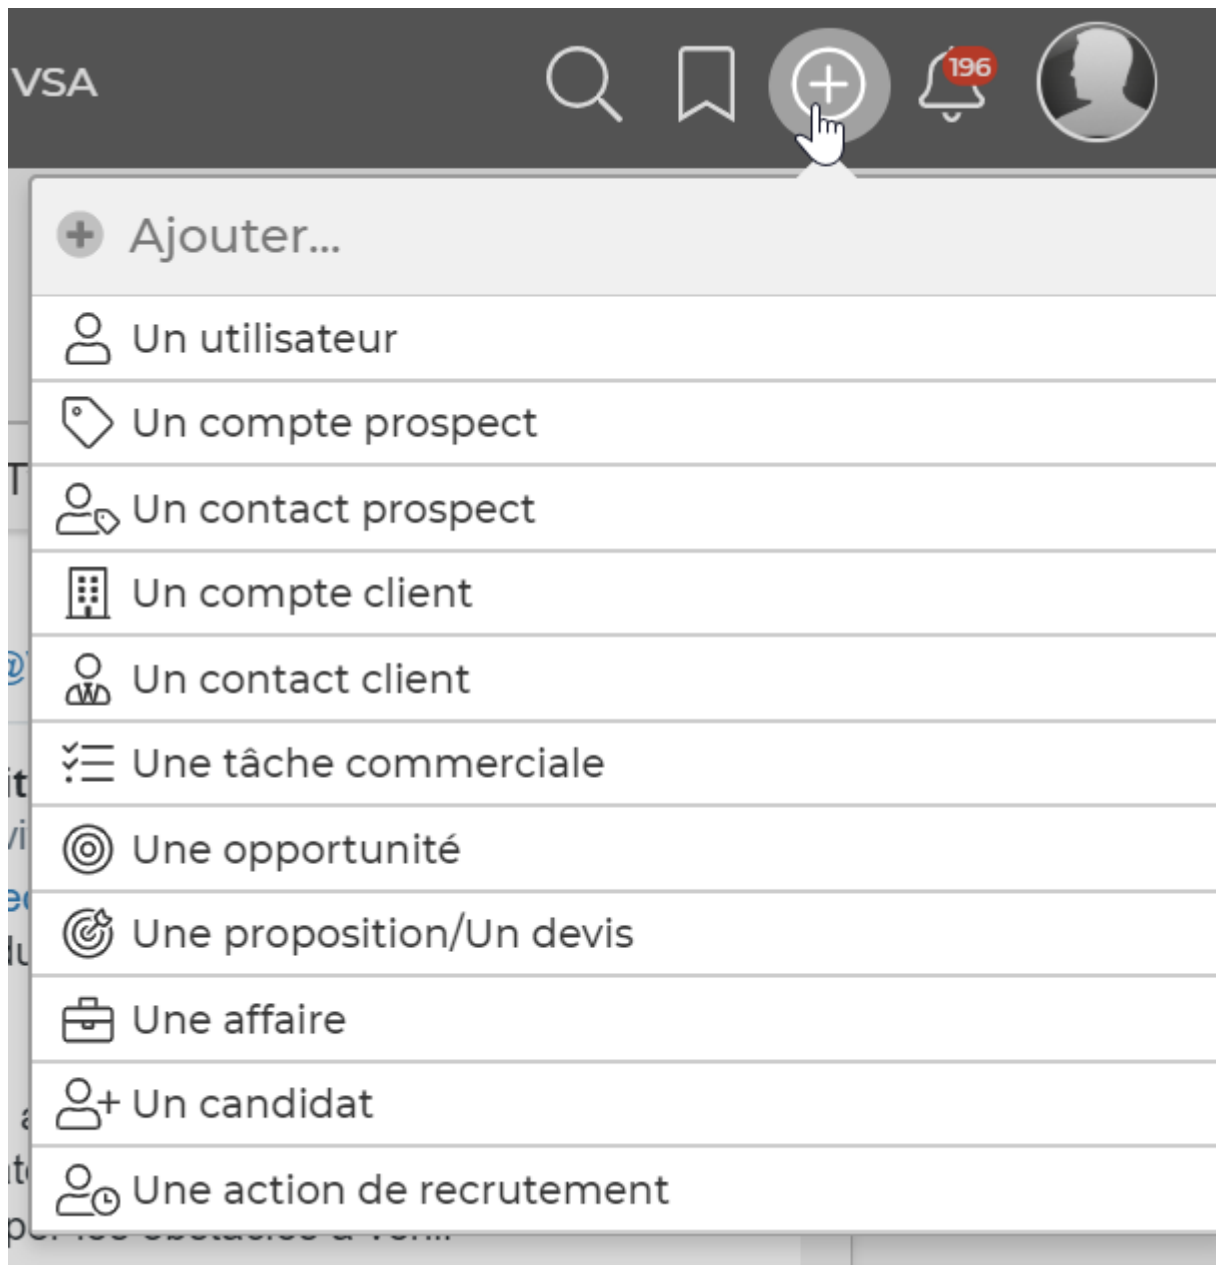 VSA
196
Ajouter...
Un utilisateur
Un compte prospect
Un contact prospect
Un compte client
Un contact client
Une tâche commerciale
Une opportunité
Une proposition/Un devis
Une affaire
Un candidat
Une action de recrutement